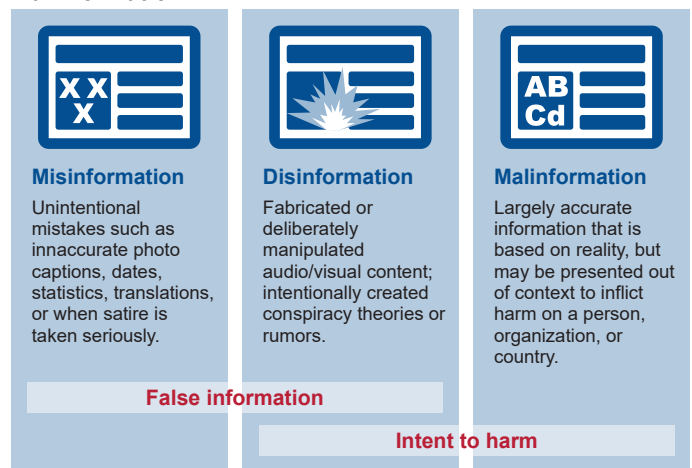 X X
X
Misinformation
Unintentional
mistakes such as
innaccurate photo
captions, dates,
statistics, translations,
or when satire is
taken seriously.
Disinformation
Fabricated or
deliberately
manipulated
audio/visual content;
intentionally created
conspiracy theories or
rumors.
AB
Cd
Malinformation
Largely accurate
information that is
based on reality, but
may be presented out
of context to inflict
harm on a person,
organization, or
country.
False information
Intent to harm